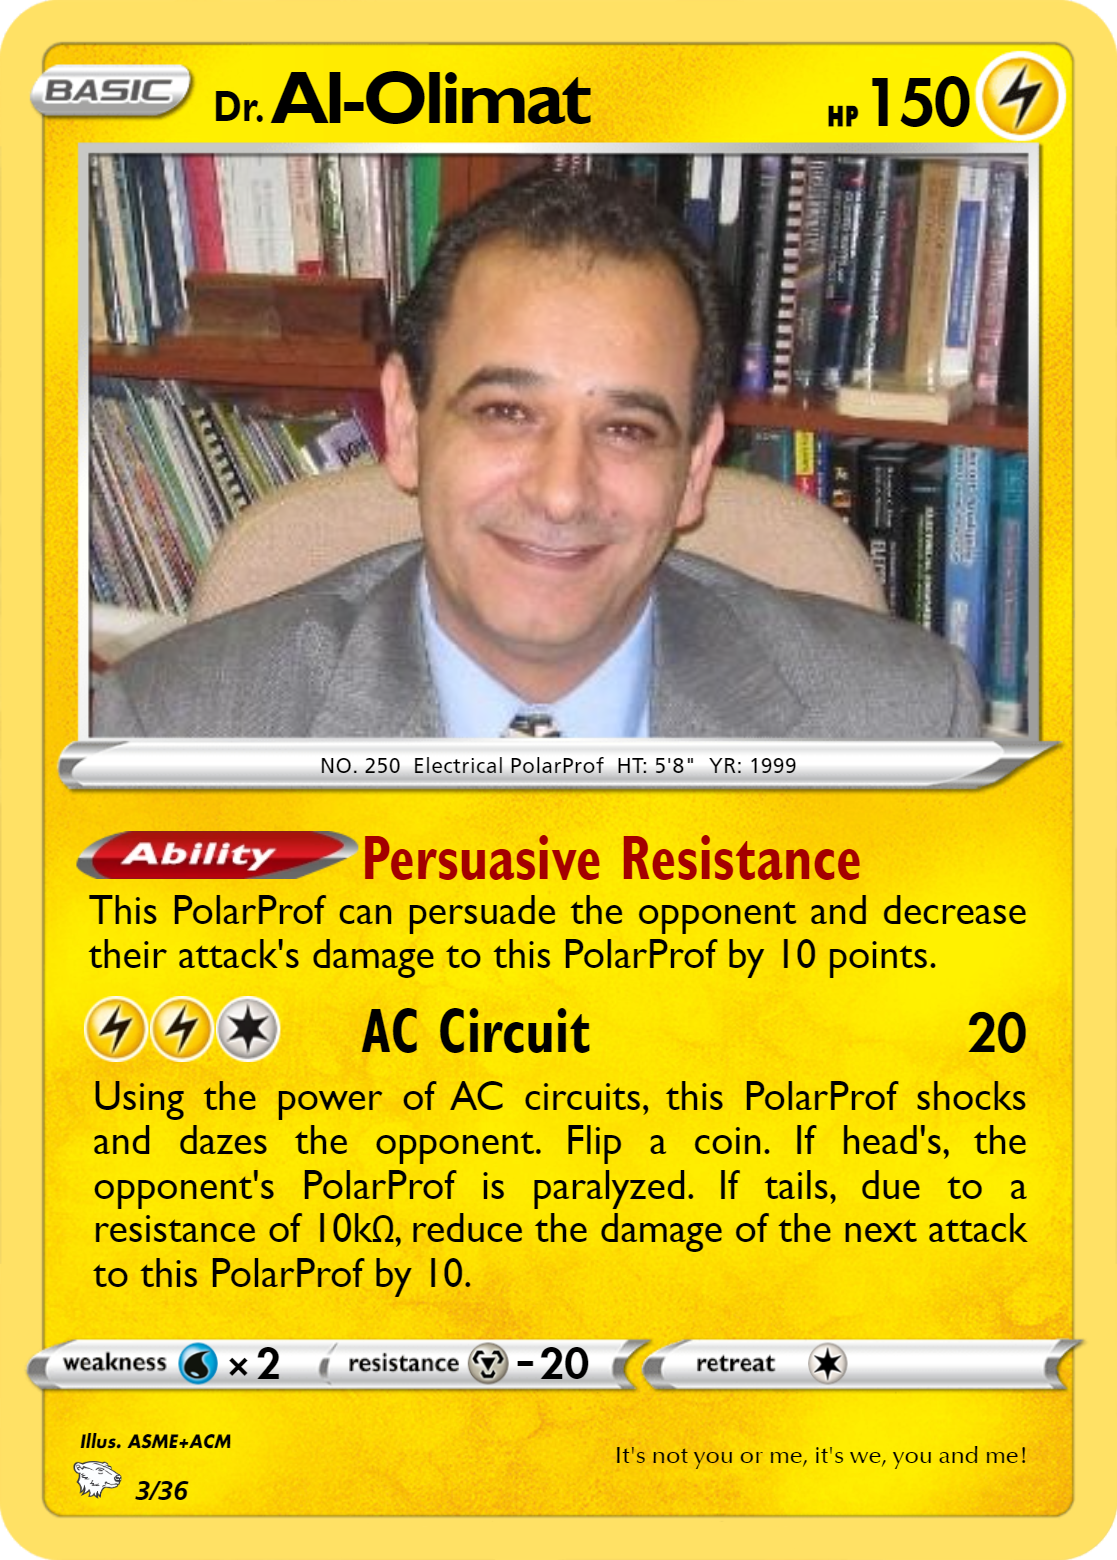 BASIC Dr. Al-Olimat HP 150
NO. 250 Electrical PolarProf HT: 5'8" YR: 1999
Ability Persuasive Resistance
This PolarProf can persuade the opponent and decrease
their attack's damage to this PolarProf by 10 points.
AC Circuit 20
Using the power of AC circuits, this PolarProf shocks
and dazes the opponent. Flip a coin. If head's, the
opponent's PolarProf is paralyzed. If tails, due to a
resistance of 10kΩ, reduce the damage of the next attack
to this PolarProf by 10.
weakness × 2 resistance -20 retreat
Illus. ASME+ACM
It's not you or me, it's we, you and me!
3/36